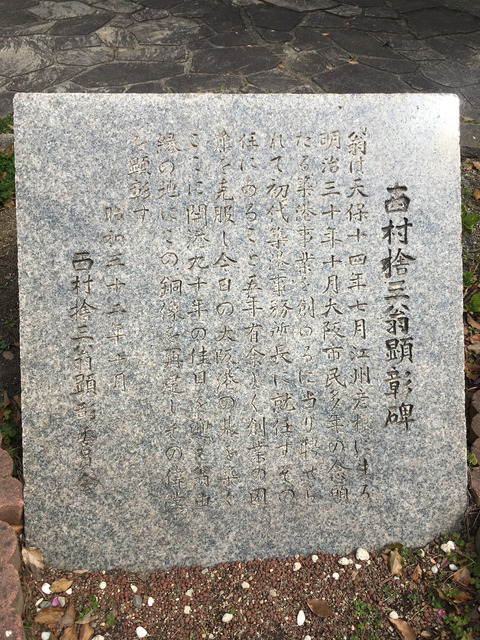 西村捨三翁顕彰碑
翁は天保十四年七月江州彦根に生る
明治三十年十月大阪市民多年の念願
たる築港事業を創めるに当り推せら
れて初代築港事務所長に就任すその
任にあること五年有余よく創業の困
難を克服し今日の大阪港の基を築く
ここに開港九十年の佳日を迎え翁由
縁の地にこの銅像を再建しその偉業
を顕彰す
昭和三十二年十月
西村捨三翁顕彰委員会